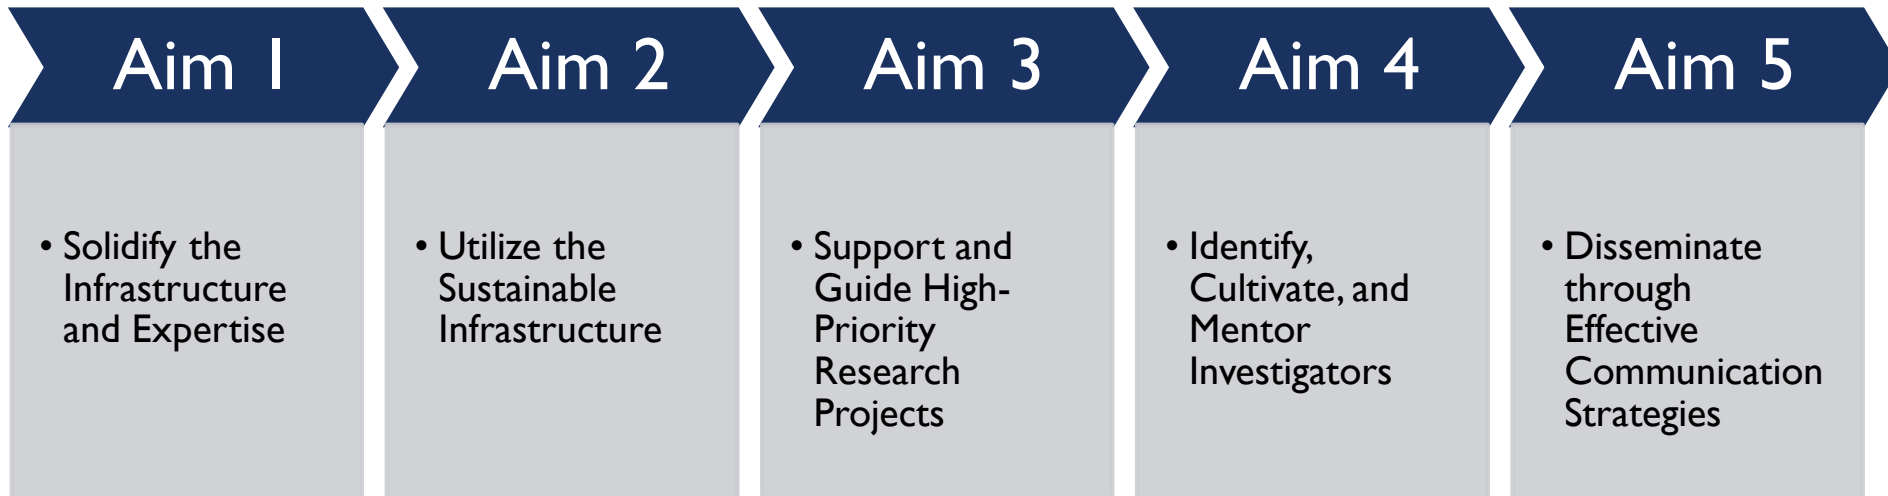 Aim 1
• Solidify the
Infrastructure
and Expertise
Aim 2
• Utilize the
Sustainable
Infrastructure
Aim 3
• Support and
Guide High-
Priority
Research
Projects
Aim 4
• Identify,
Cultivate, and
Mentor
Investigators
Aim 5
• Disseminate
through
Effective
Communication
Strategies